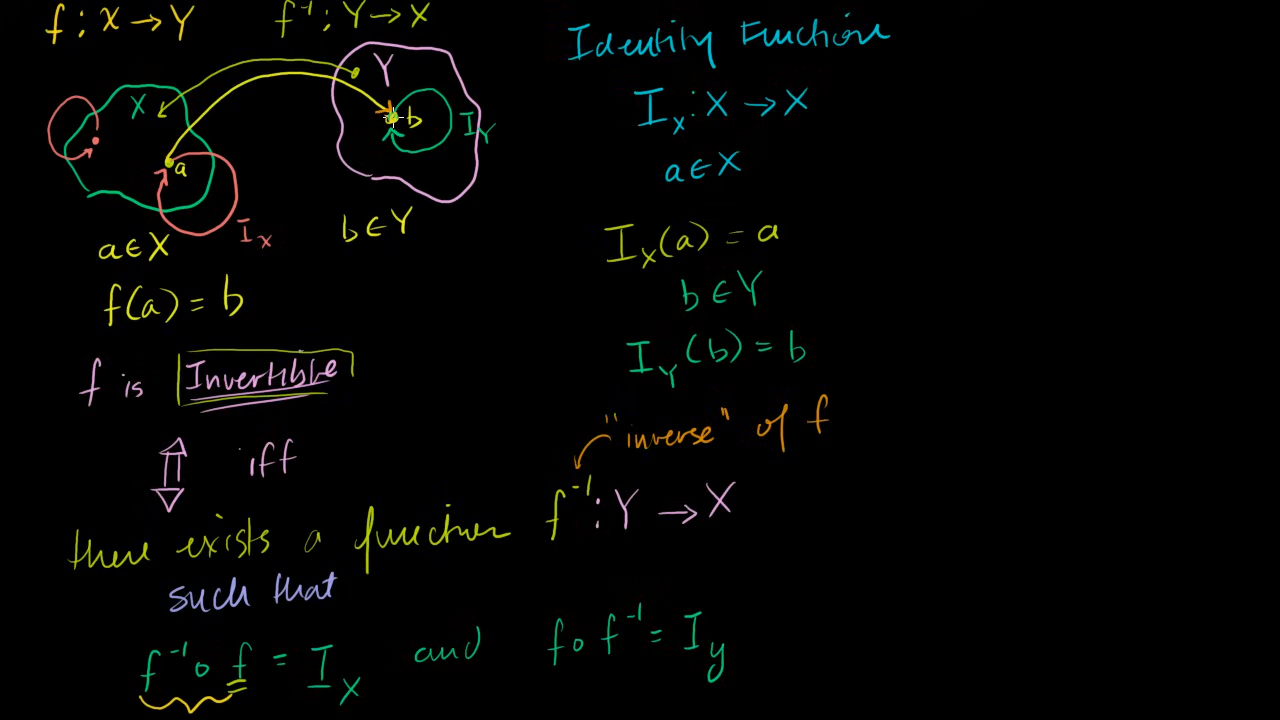 f : X → Y
f⁻¹ : Y → X
X
a
I_X
Y
b
I_Y
a ∈ X
b ∈ Y
f(a) = b
f is Invertible
iff
there exists a function f⁻¹ : Y → X
such that
f⁻¹ ∘ f = I_X and f ∘ f⁻¹ = I_y
Identity Function
I_X : X → X
a ∈ X
I_X(a) = a
b ∈ Y
I_Y(b) = b
"inverse" of f